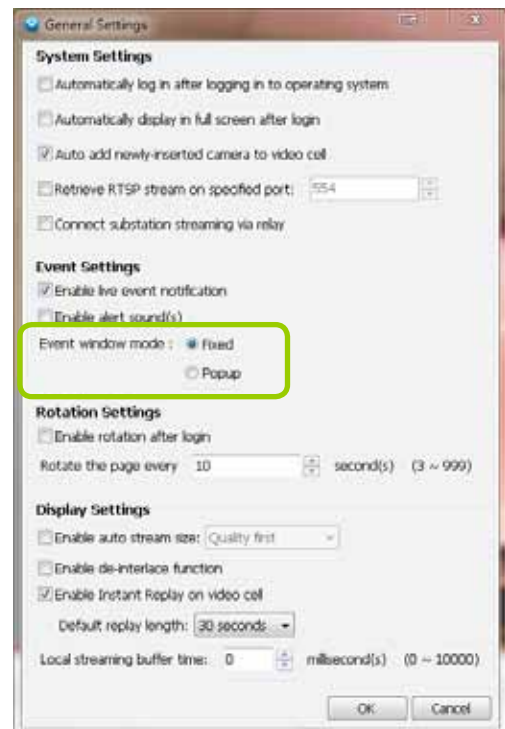 General Settings
System Settings
Automatically log in after logging in to operating system
Automatically display in full screen after login
Auto add newly-inserted camera to video cell
Retrieve RTSP stream on specified port: 554
Connect substation streaming via relay
Event Settings
Enable live event notification
Enable alert sound(s)
Event window mode : Fixed
Popup
Rotation Settings
Enable rotation after login
Rotate the page every 10 second(s) (3 ~ 999)
Display Settings
Enable auto stream size: Quality first
Enable de-interlace function
Enable Instant Replay on video cell
Default replay length: 30 seconds
Local streaming buffer time: 0 millisecond(s) (0 ~ 10000)
OK Cancel